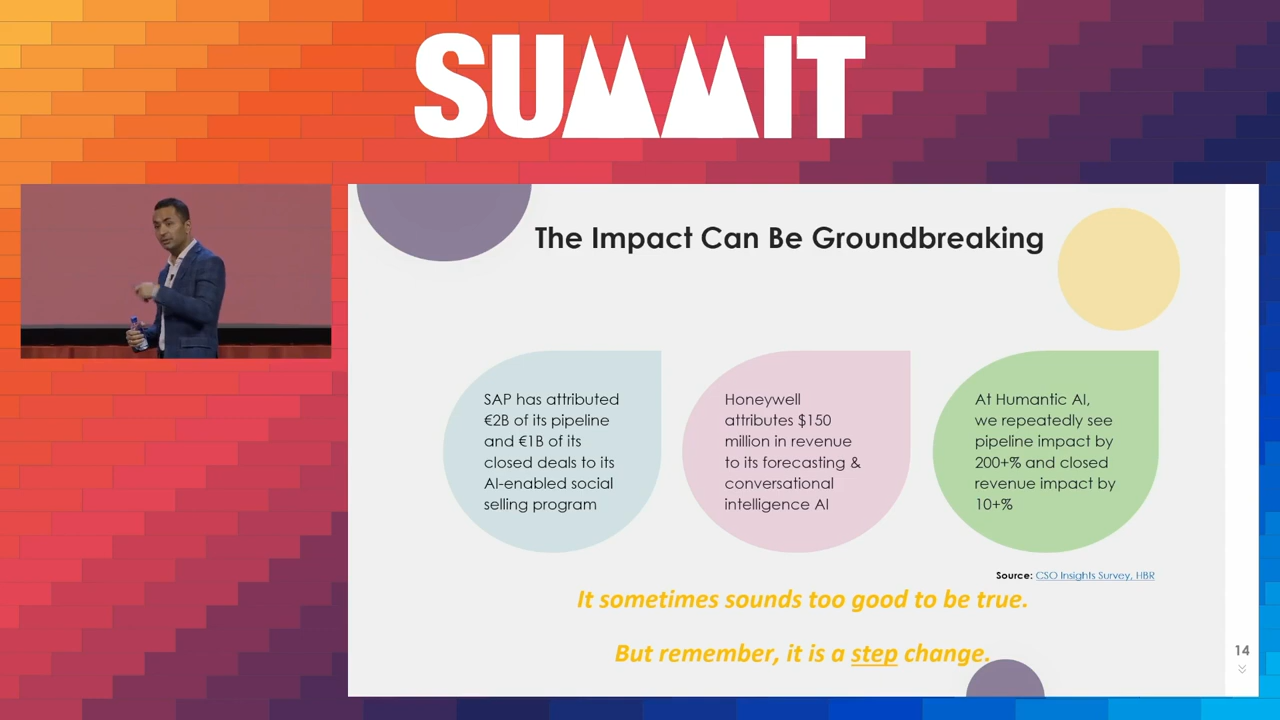 SUMMIT
The Impact Can Be Groundbreaking
SAP has attributed
€2B of its pipeline
and €1B of its
closed deals to its
AI-enabled social
selling program
Honeywell
attributes $150
million in revenue
to its forecasting &
conversational
intelligence AI
At Humantic AI,
we repeatedly see
pipeline impact by
200+% and closed
revenue impact by
10+%
Source: CSO Insights Survey, HBR
It sometimes sounds too good to be true.
But remember, it is a step change.
14